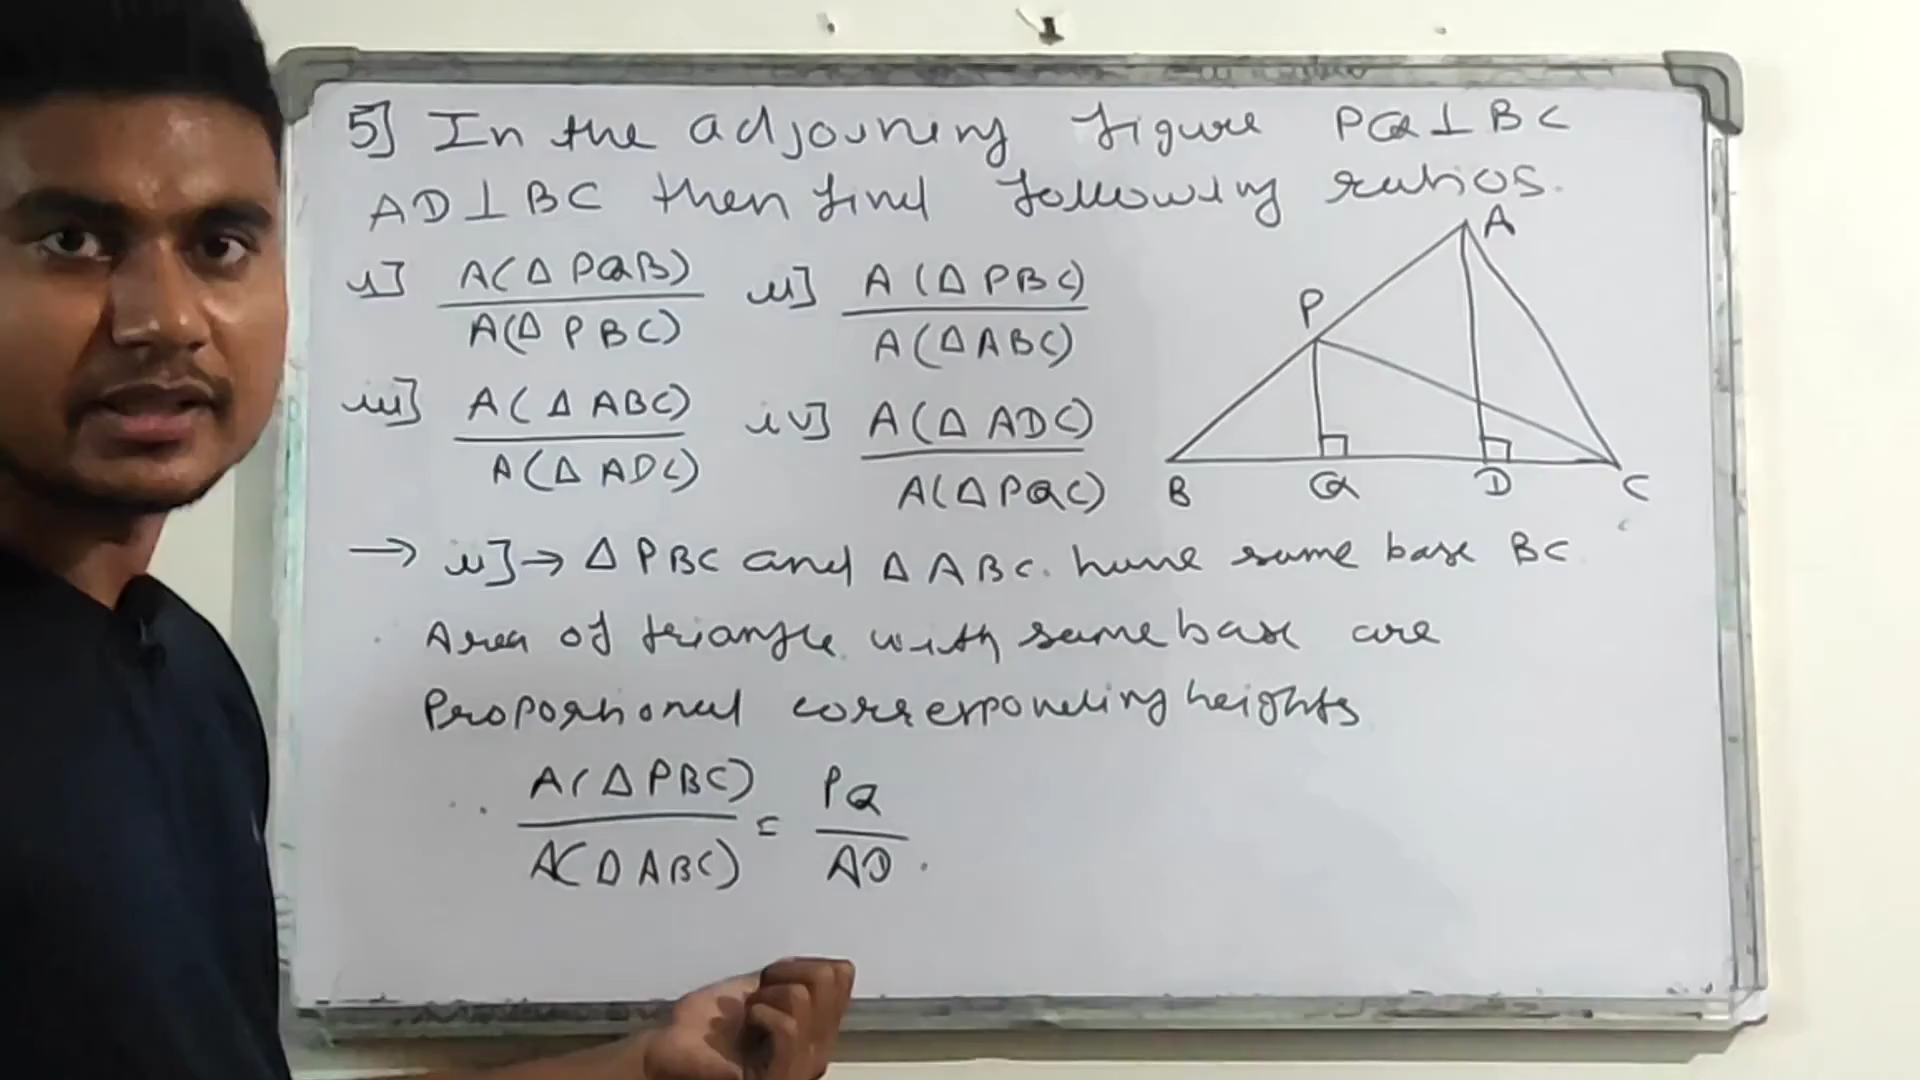 5] In the adjoining figure PQ⊥BC
AD⊥BC then find following ratios.
i] A(Δ PQB)
A(Δ PBC)
ii] A(Δ PBC)
A(Δ ABC)
iii] A(Δ ABC)
A(Δ ADC)
iv] A(Δ ADC)
A(Δ PQC)
A
P
B Q D C
→ ii] → Δ PBC and Δ ABC. have same base BC
Area of triangle with same base are
Proportional corresponding heights
A(Δ PBC) = PQ
A(Δ ABC) AD.